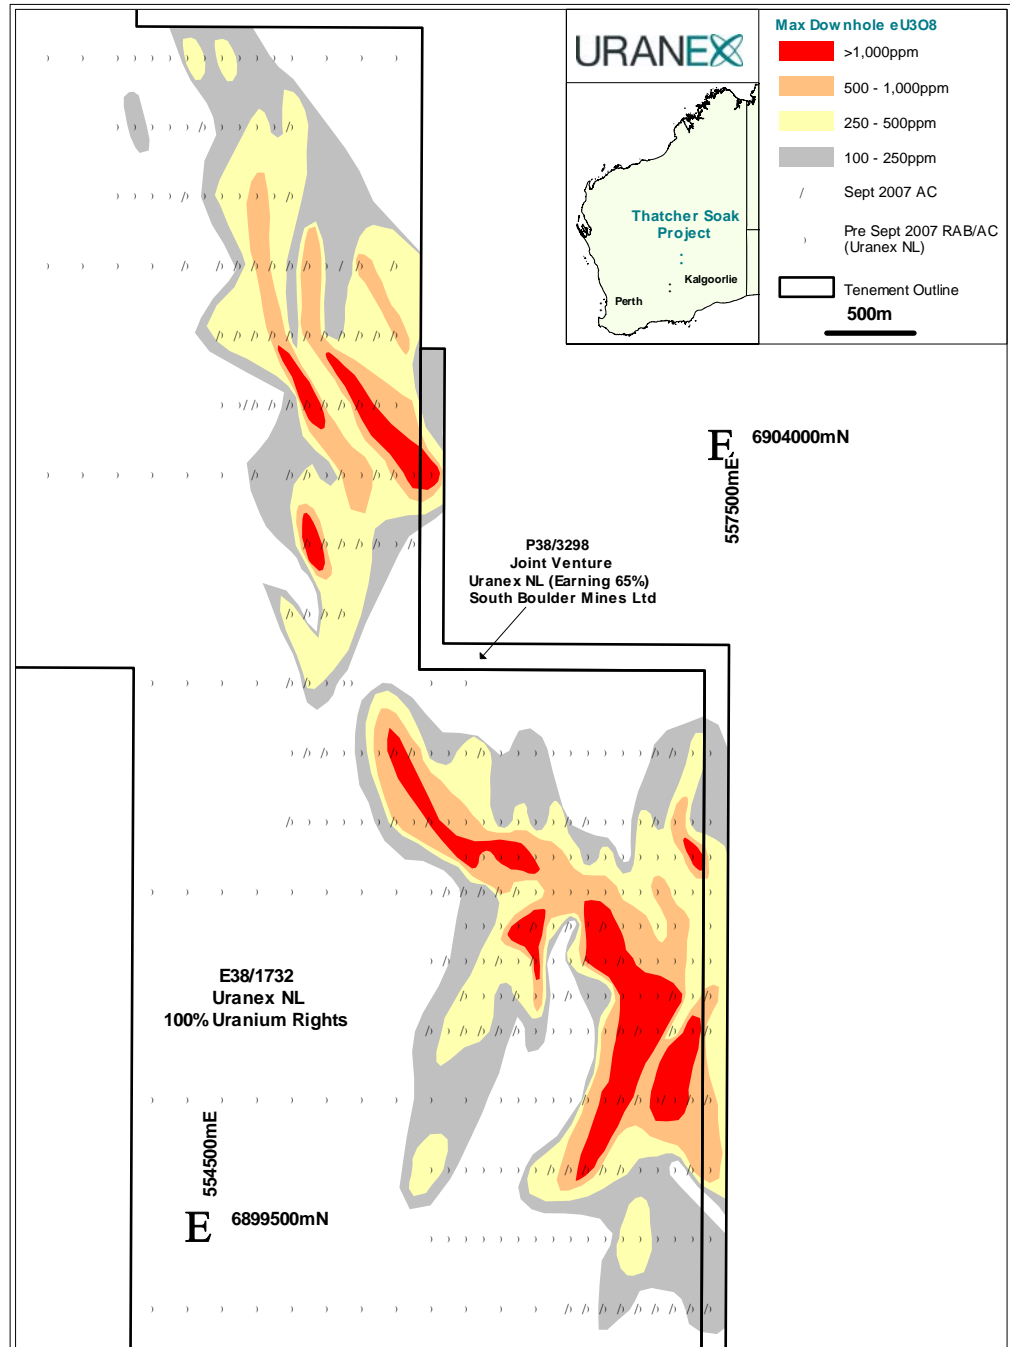 URANEX
Max Downhole eU3O8
>1,000ppm
500 - 1,000ppm
250 - 500ppm
100 - 250ppm
Sept 2007 AC
Pre Sept 2007 RAB/AC
(Uranex NL)
Tenement Outline
500m
Thatcher Soak
Project
Kalgoorlie
Perth
6904000mN
557500mE
P38/3298
Joint Venture
Uranex NL (Earning 65%)
South Boulder Mines Ltd
E38/1732
Uranex NL
100% Uranium Rights
554500mE
6899500mN